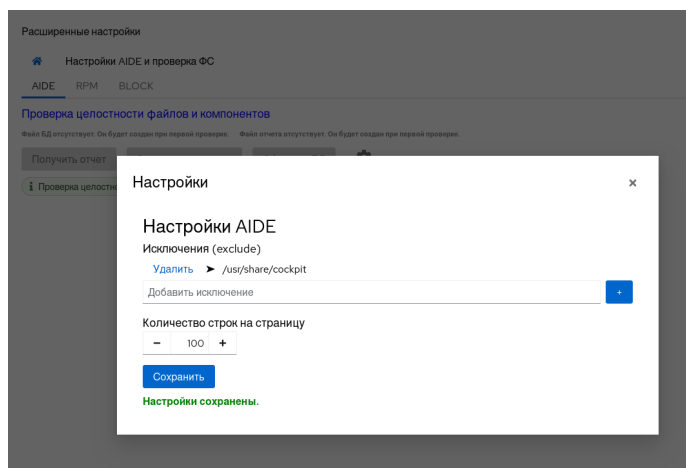 Расширенные настройки
Настройки AIDE и проверка ФС
AIDE RPM BLOCK
Проверка целостности файлов и компонентов
Файл БД отсутствует. Он будет создан при первой проверке. Файл отчета отсутствует. Он будет создан при первой проверке.
Получить отчет
Проверка целостно
Настройки ×
Настройки AIDE
Исключения (exclude)
Удалить ➤ /usr/share/cockpit
Добавить исключение +
Количество строк на страницу
− 100 +
Сохранить
Настройки сохранены.